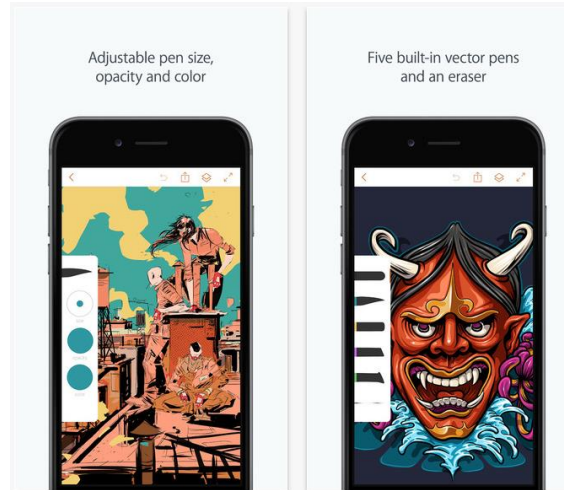 Adjustable pen size,
opacity and color
Five built-in vector pens
and an eraser